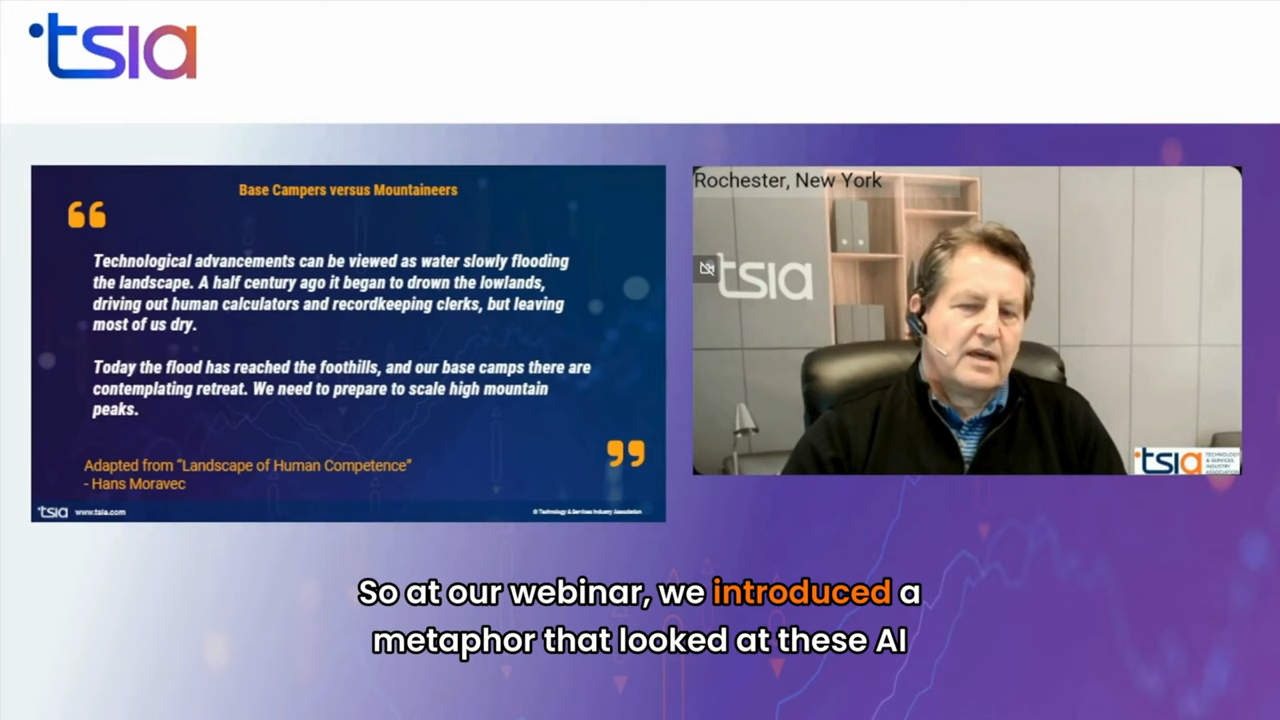 tsia
Base Campers versus Mountaineers
Technological advancements can be viewed as water slowly flooding
the landscape. A half century ago it began to drown the lowlands,
driving out human calculators and recordkeeping clerks, but leaving
most of us dry.
Today the flood has reached the foothills, and our base camps there are
contemplating retreat. We need to prepare to scale high mountain
peaks.
Adapted from “Landscape of Human Competence”
- Hans Moravec
tsia www.tsia.com
© Technology & Services Industry Association
Rochester, New York
tsia
tsia
TECHNOLOGY
& SERVICES
INDUSTRY
ASSOCIATION
So at our webinar, we introduced a
metaphor that looked at these AI